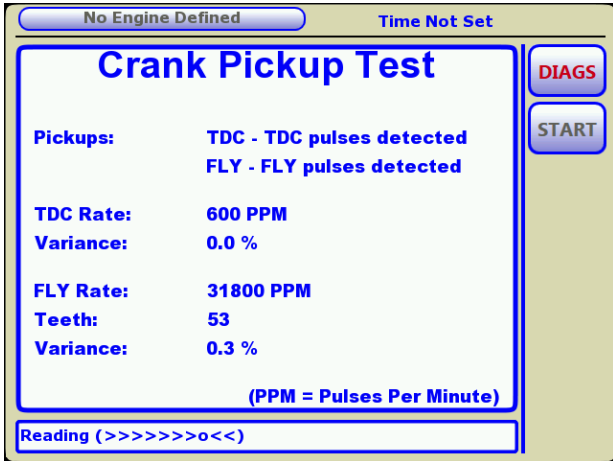 No Engine Defined
Time Not Set
Crank Pickup Test
DIAGS
START
Pickups: TDC - TDC pulses detected
FLY - FLY pulses detected
TDC Rate: 600 PPM
Variance: 0.0 %
FLY Rate: 31800 PPM
Teeth: 53
Variance: 0.3 %
(PPM = Pulses Per Minute)
Reading (>>>>>>>o<<)